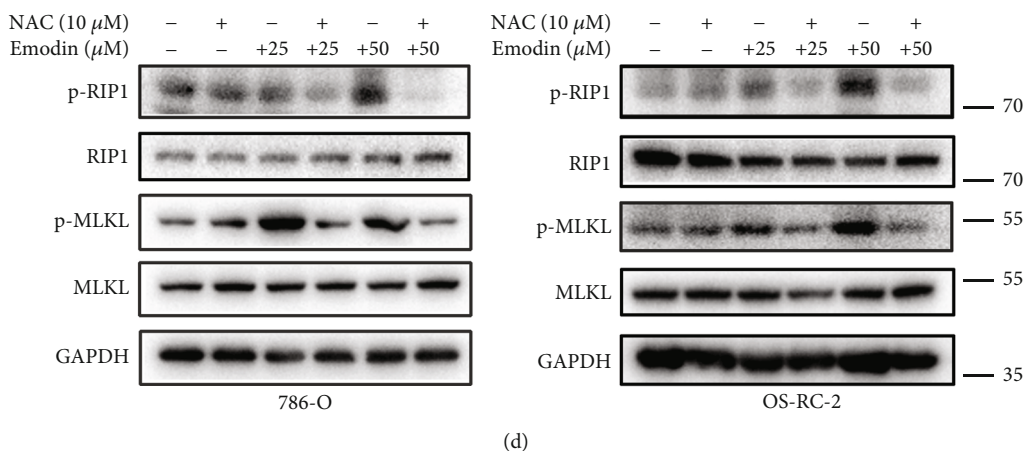 NAC (10 μM) – + – + – +
Emodin (μM) – – +25 +25 +50 +50
p-RIP1
RIP1
p-MLKL
MLKL
GAPDH
786-O
NAC (10 μM) – + – + – +
Emodin (μM) – – +25 +25 +50 +50
p-RIP1 70
RIP1 70
p-MLKL 55
MLKL 55
GAPDH 35
OS-RC-2
(d)